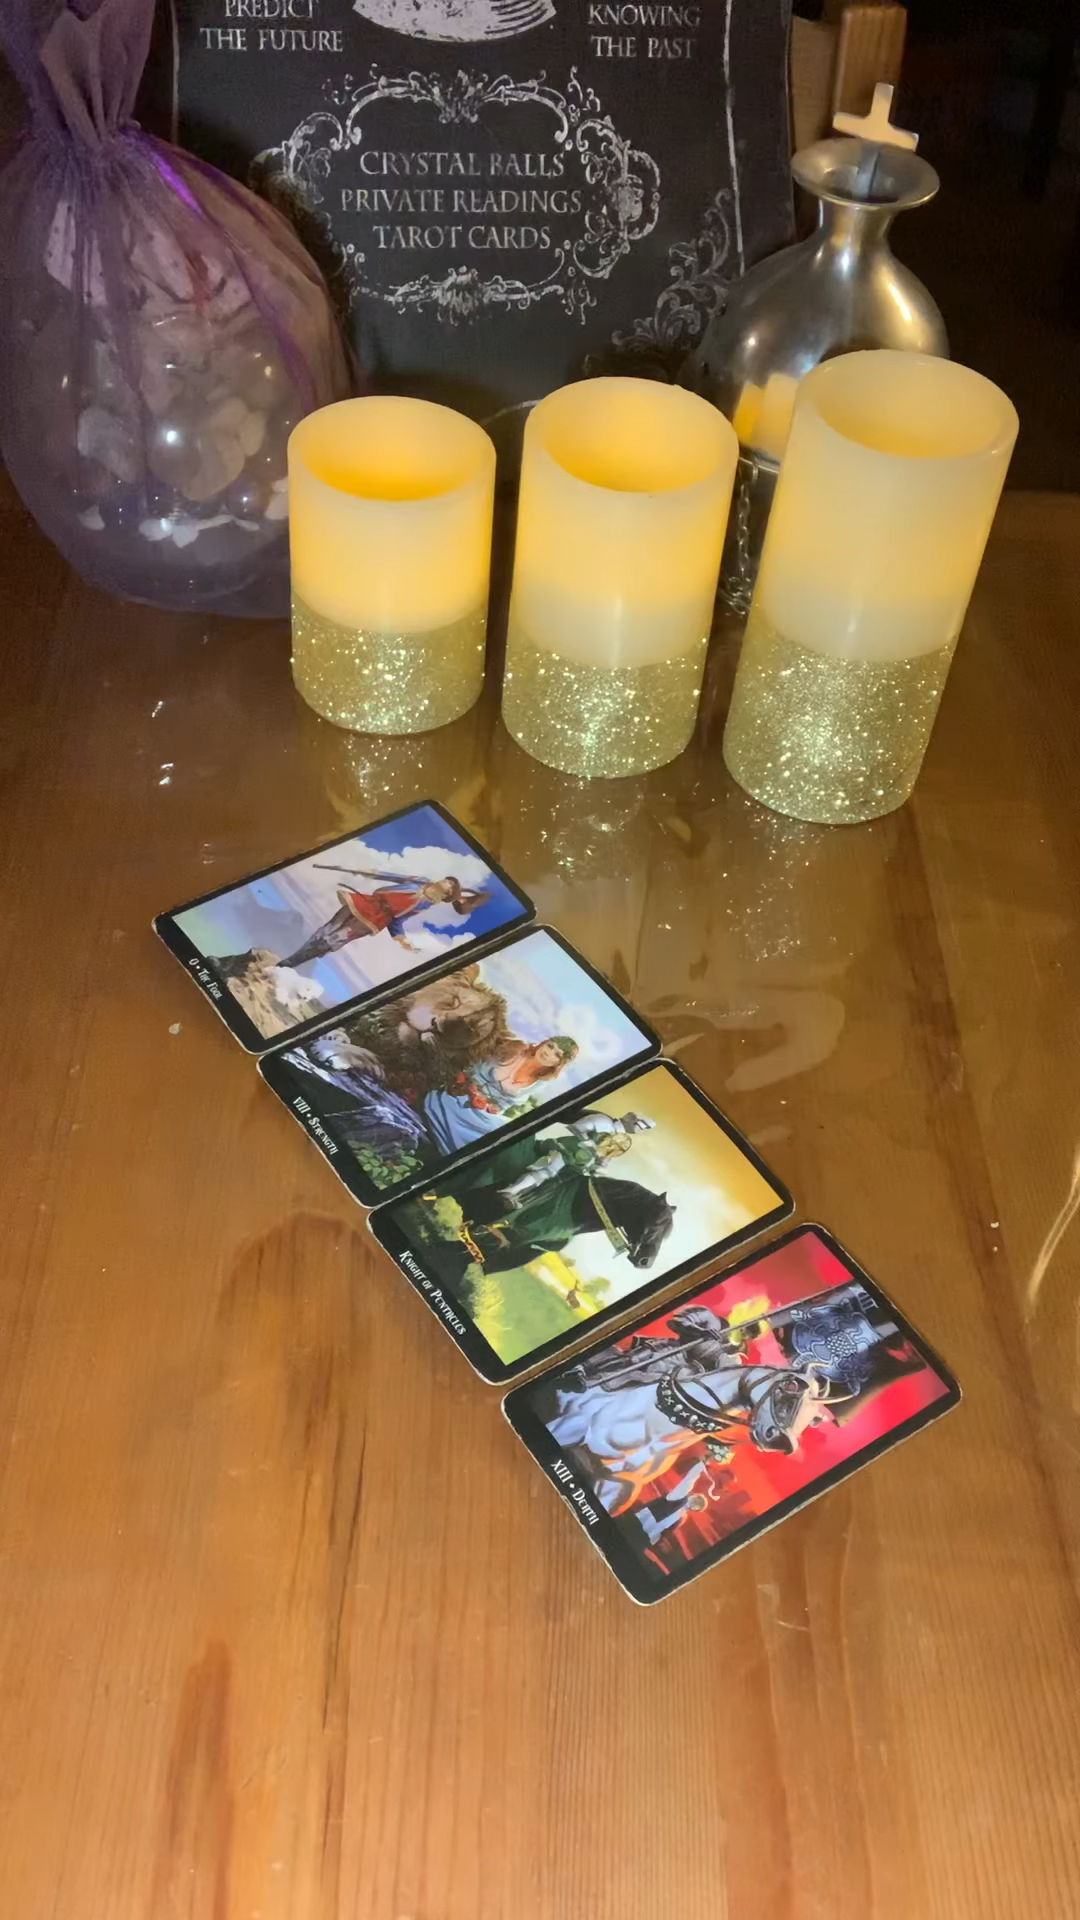 PREDICT
THE FUTURE
KNOWING
THE PAST
CRYSTAL BALLS
PRIVATE READINGS
TAROT CARDS
0 • THE FOOL
VIII • STRENGTH
KNIGHT OF PENTACLES
XIII • DEATH